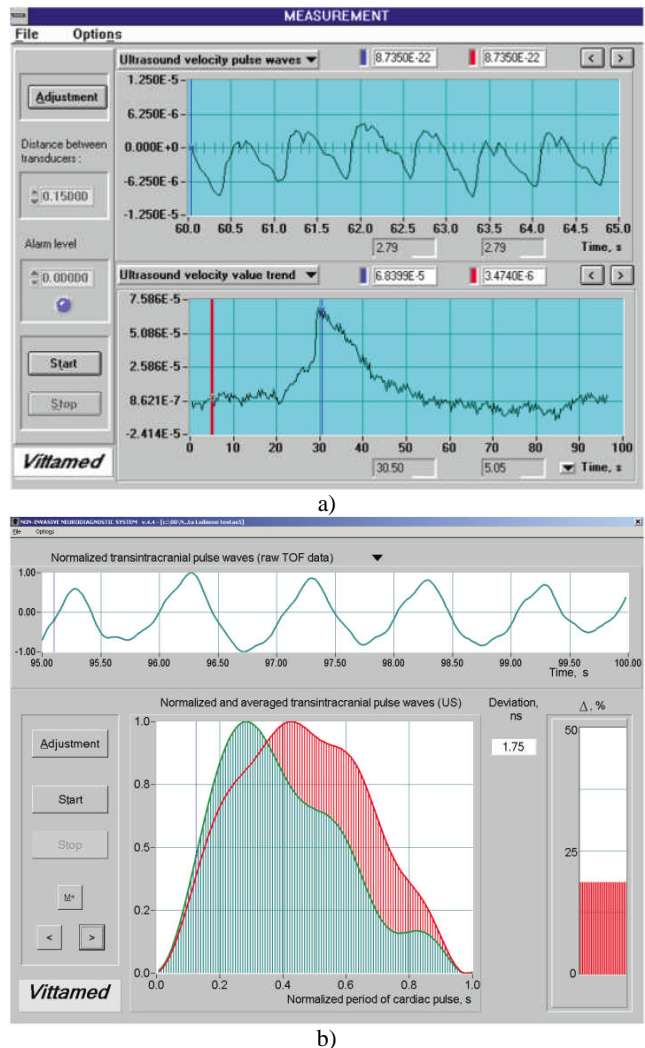 MEASUREMENT
File Options
Ultrasound velocity pulse waves 8.7350E-22 8.7350E-22 < >
Adjustment
Distance between
transducers :
0.15000
Alarm level
0.00000
Start
Stop
Vittamed
1.250E-5
6.250E-6
0.000E+0
-6.250E-6
-1.250E-5
60.0 60.5 61.0 61.5 62.0 62.5 63.0 63.5 64.0 64.5 65.0
2.79 2.79 Time, s
Ultrasound velocity value trend 6.8399E-5 3.4740E-6 < >
7.586E-5
5.086E-5
2.586E-5
8.621E-7
-2.414E-5
0 10 20 30 40 50 60 70 80 90 100
30.50 5.05 Time, s
a)
NON-INVASIVE NEURODIAGNOSTIC SYSTEM v.4.4
File Options
Normalized transintracranial pulse waves (raw TOF data)
1.00
0.00
-1.00
95.00 95.50 96.00 96.50 97.00 97.50 98.00 98.50 99.00 99.50 100.00
Time, s
Adjustment
Start
Stop
M+
< >
Vittamed
Normalized and averaged transintracranial pulse waves (US)
1.0
0.8
0.5
0.2
0.0
0.0 0.2 0.4 0.6 0.8 1.0
Normalized period of cardiac pulse, s
Deviation,
ns
1.75
Δ, %
50
25
0
b)